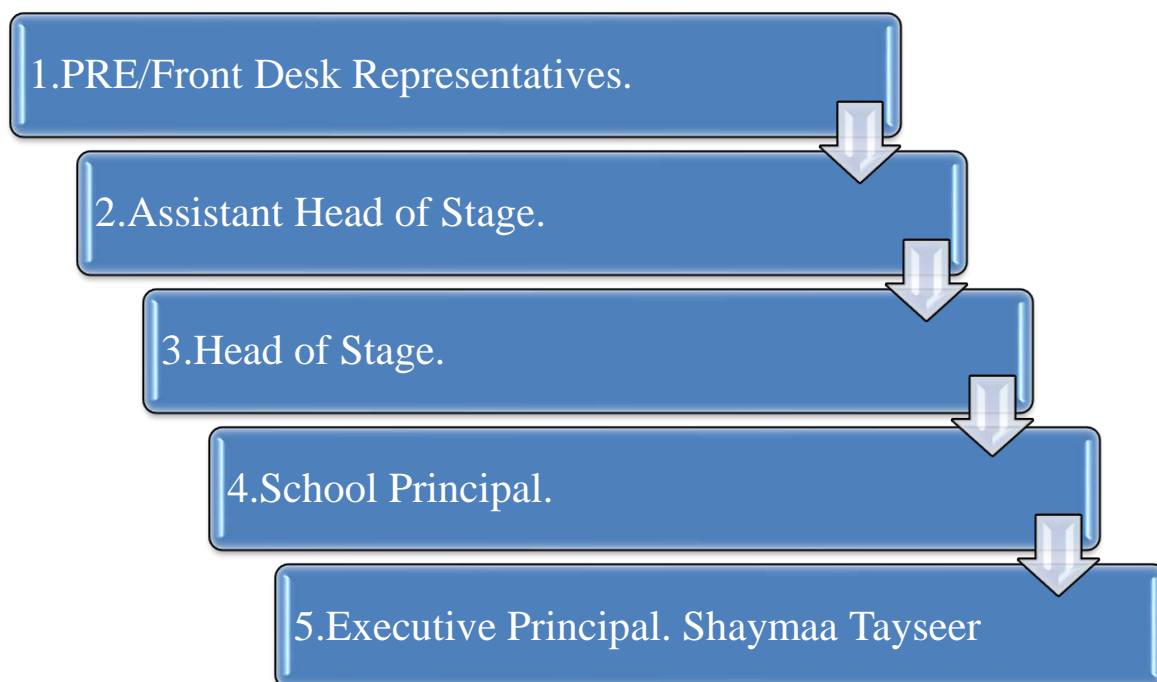 1.PRE/Front Desk Representatives.
2.Assistant Head of Stage.
3.Head of Stage.
4.School Principal.
5.Executive Principal. Shaymaa Tayseer